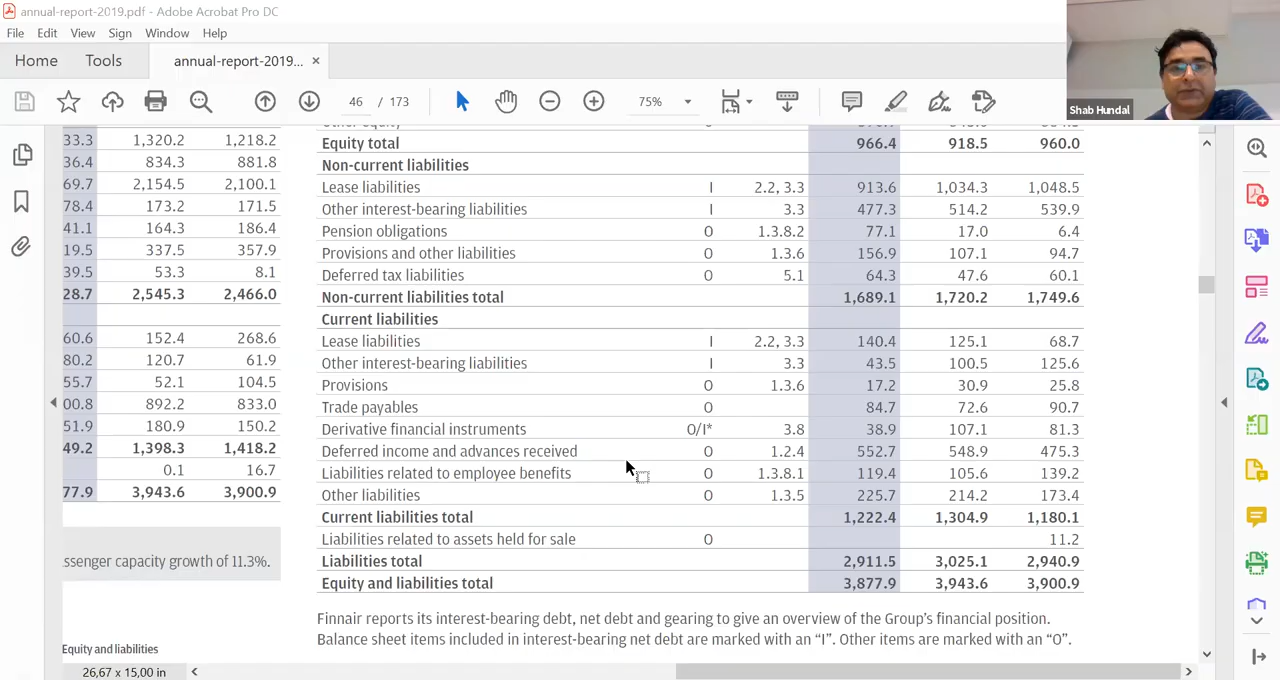 annual-report-2019.pdf - Adobe Acrobat Pro DC
File Edit View Sign Window Help
Home Tools annual-report-2019... ×
46 / 173 75%
Shab Hundal
33.3 1,320.2 1,218.2
36.4 834.3 881.8
69.7 2,154.5 2,100.1
78.4 173.2 171.5
41.1 164.3 186.4
19.5 337.5 357.9
39.5 53.3 8.1
28.7 2,545.3 2,466.0
60.6 152.4 268.6
80.2 120.7 61.9
55.7 52.1 104.5
00.8 892.2 833.0
51.9 180.9 150.2
49.2 1,398.3 1,418.2
0.1 16.7
77.9 3,943.6 3,900.9
ssenger capacity growth of 11.3%.
Equity and liabilities
Equity total 966.4 918.5 960.0
Non-current liabilities
Lease liabilities I 2.2, 3.3 913.6 1,034.3 1,048.5
Other interest-bearing liabilities I 3.3 477.3 514.2 539.9
Pension obligations O 1.3.8.2 77.1 17.0 6.4
Provisions and other liabilities O 1.3.6 156.9 107.1 94.7
Deferred tax liabilities O 5.1 64.3 47.6 60.1
Non-current liabilities total 1,689.1 1,720.2 1,749.6
Current liabilities
Lease liabilities I 2.2, 3.3 140.4 125.1 68.7
Other interest-bearing liabilities I 3.3 43.5 100.5 125.6
Provisions O 1.3.6 17.2 30.9 25.8
Trade payables O 84.7 72.6 90.7
Derivative financial instruments O/I* 3.8 38.9 107.1 81.3
Deferred income and advances received O 1.2.4 552.7 548.9 475.3
Liabilities related to employee benefits O 1.3.8.1 119.4 105.6 139.2
Other liabilities O 1.3.5 225.7 214.2 173.4
Current liabilities total 1,222.4 1,304.9 1,180.1
Liabilities related to assets held for sale O 11.2
Liabilities total 2,911.5 3,025.1 2,940.9
Equity and liabilities total 3,877.9 3,943.6 3,900.9
Finnair reports its interest-bearing debt, net debt and gearing to give an overview of the Group's financial position.
Balance sheet items included in interest-bearing net debt are marked with an “I”. Other items are marked with an “O”.
26,67 x 15,00 in